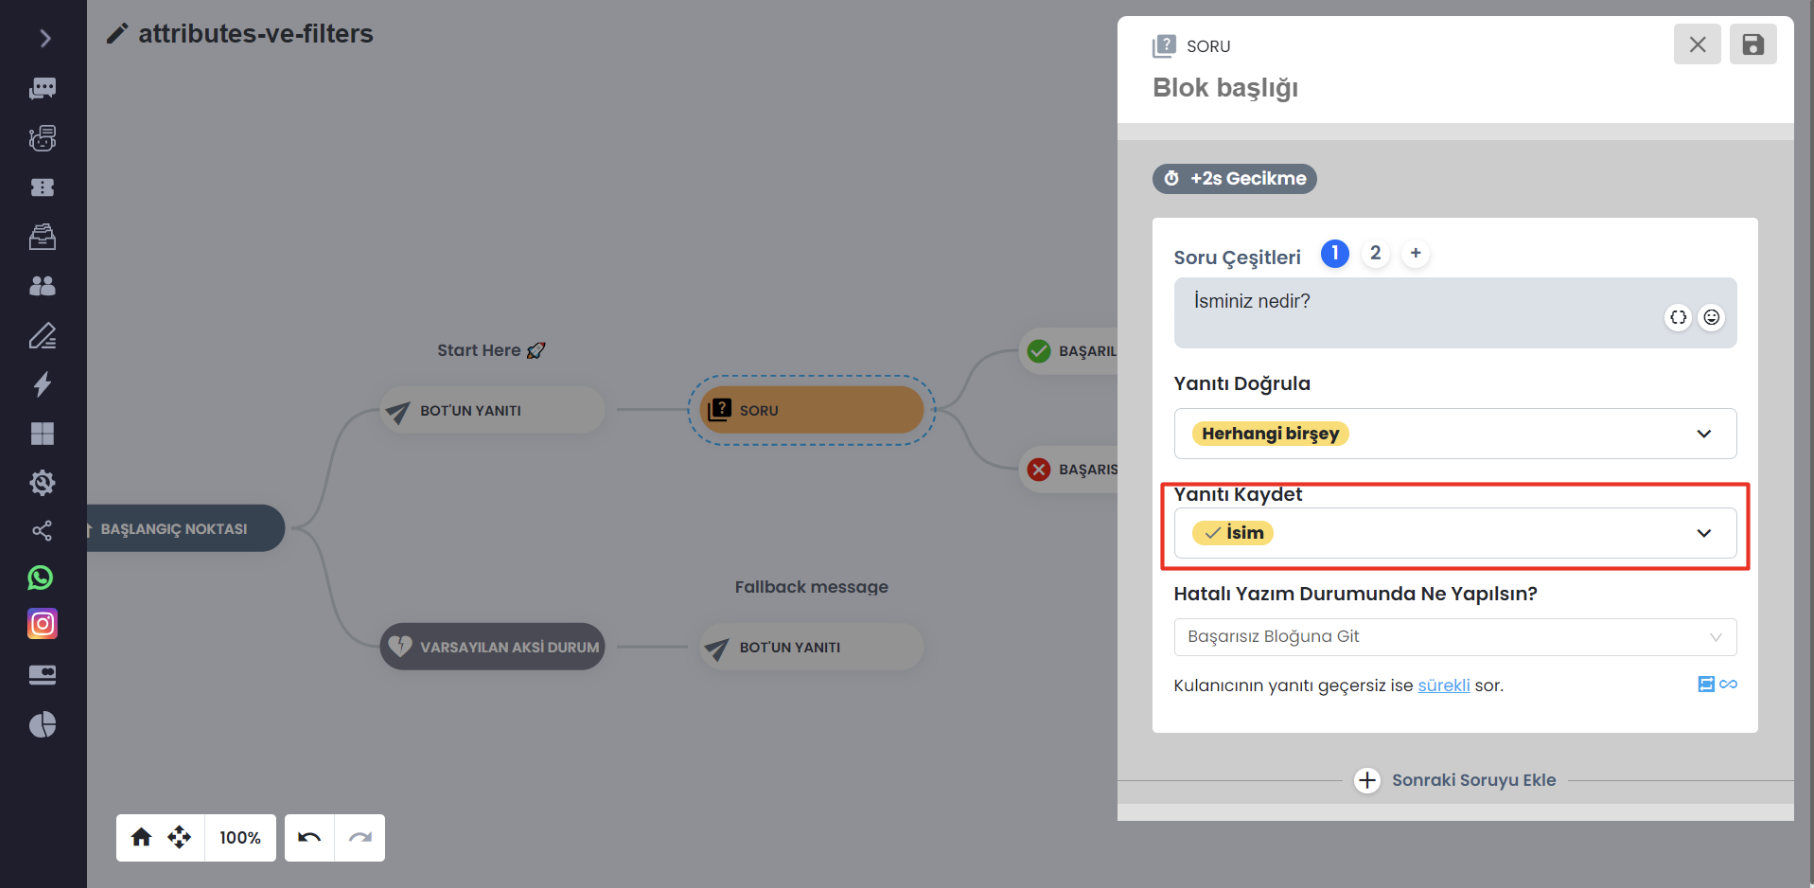 attributes-ve-filters
Start Here
BOT'UN YANITI
SORU
BAŞARIL
BAŞARIS
BAŞLANGIÇ NOKTASI
Fallback message
VARSAYILAN AKSİ DURUM
BOT'UN YANITI
100%
SORU
Blok başlığı
+2s Gecikme
Soru Çeşitleri 1 2 +
İsminiz nedir?
Yanıtı Doğrula
Herhangi birşey
Yanıtı Kaydet
İsim
Hatalı Yazım Durumunda Ne Yapılsın?
Başarısız Bloğuna Git
Kulanıcının yanıtı geçersiz ise sürekli sor.
Sonraki Soruyu Ekle